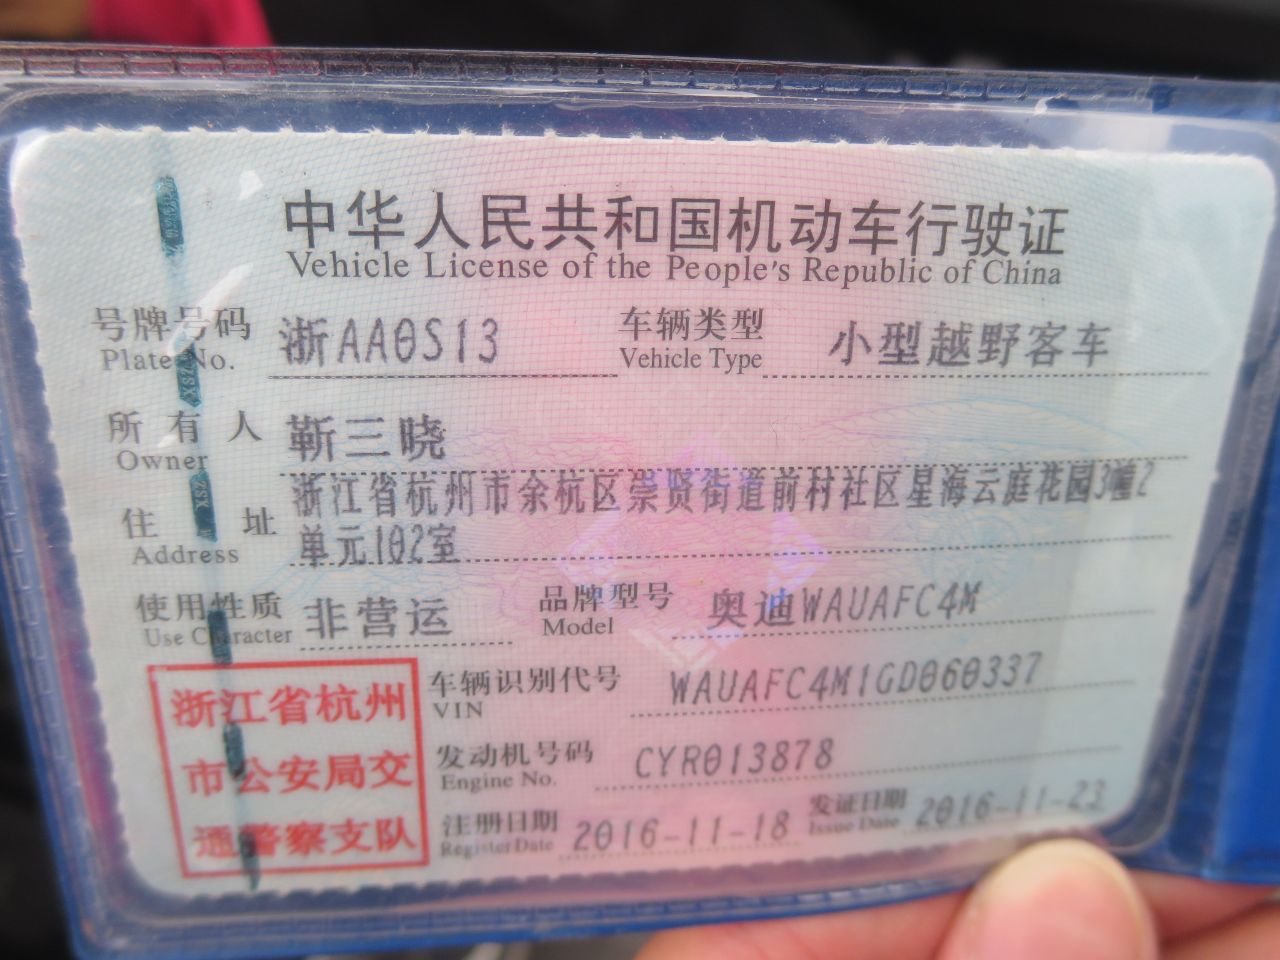 中华人民共和国机动车行驶证
Vehicle License of the People's Republic of China
号牌号码 浙AA0S13 车辆类型 小型越野客车
Plate No. Vehicle Type
所有人 靳三晓
Owner
住址 浙江省杭州市余杭区崇贤街道前村社区星海云庭花园3幢2
Address 单元102室
使用性质 非营运 品牌型号 奥迪WAUAFC4M
Use Character Model
车辆识别代号 WAUAFC4M1GD060337
VIN
发动机号码 CYR013878
Engine No.
注册日期 2016-11-18 发证日期 2016-11-23
Register Date Issue Date
浙江省杭州
市公安局交
通警察支队